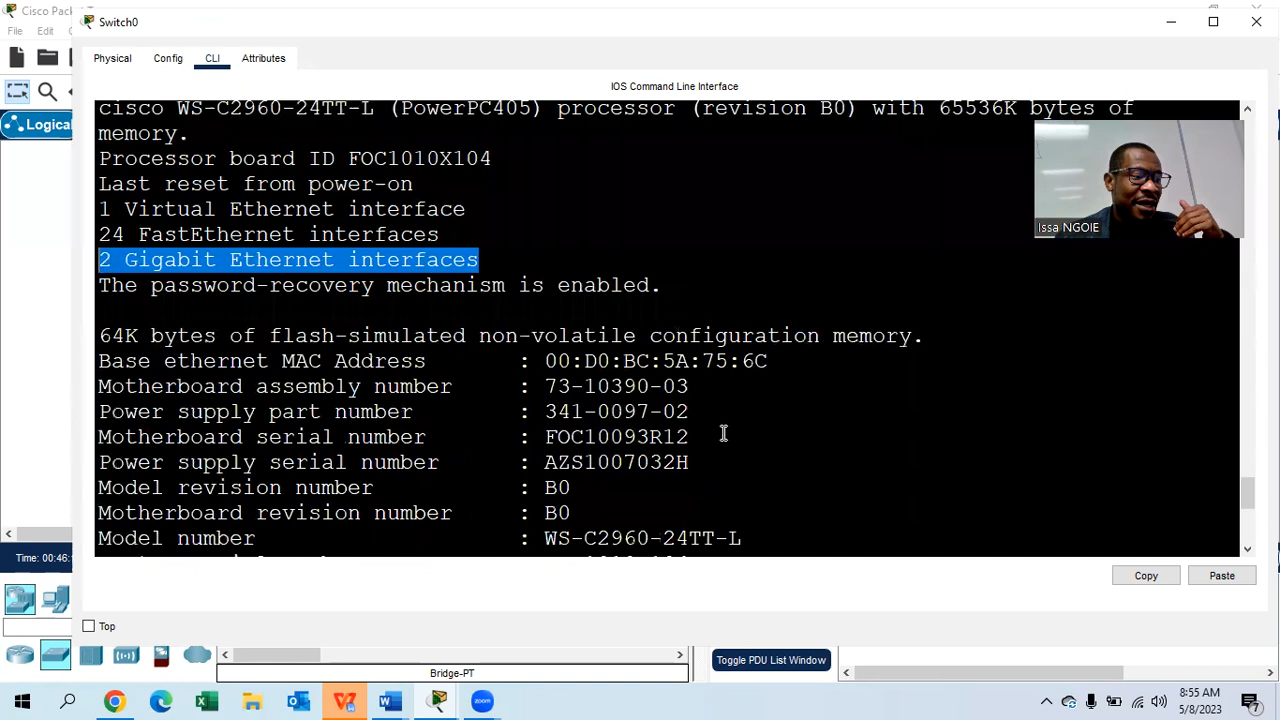 Cisco Pack
Switch0
File Edit
Physical Config CLI Attributes
IOS Command Line Interface
Logical
cisco WS-C2960-24TT-L (PowerPC405) processor (revision B0) with 65536K bytes of
memory.
Processor board ID FOC1010X104
Last reset from power-on
1 Virtual Ethernet interface
24 FastEthernet interfaces
2 Gigabit Ethernet interfaces
The password-recovery mechanism is enabled.
64K bytes of flash-simulated non-volatile configuration memory.
Base ethernet MAC Address : 00:D0:BC:5A:75:6C
Motherboard assembly number : 73-10390-03
Power supply part number : 341-0097-02
Motherboard serial number : FOC10093R12
Power supply serial number : AZS1007032H
Model revision number : B0
Motherboard revision number : B0
Model number : WS-C2960-24TT-L
Issa NGOIE
Copy Paste
Time: 00:46:
Top
Bridge-PT
Toggle PDU List Window
8:55 AM
5/8/2023
7